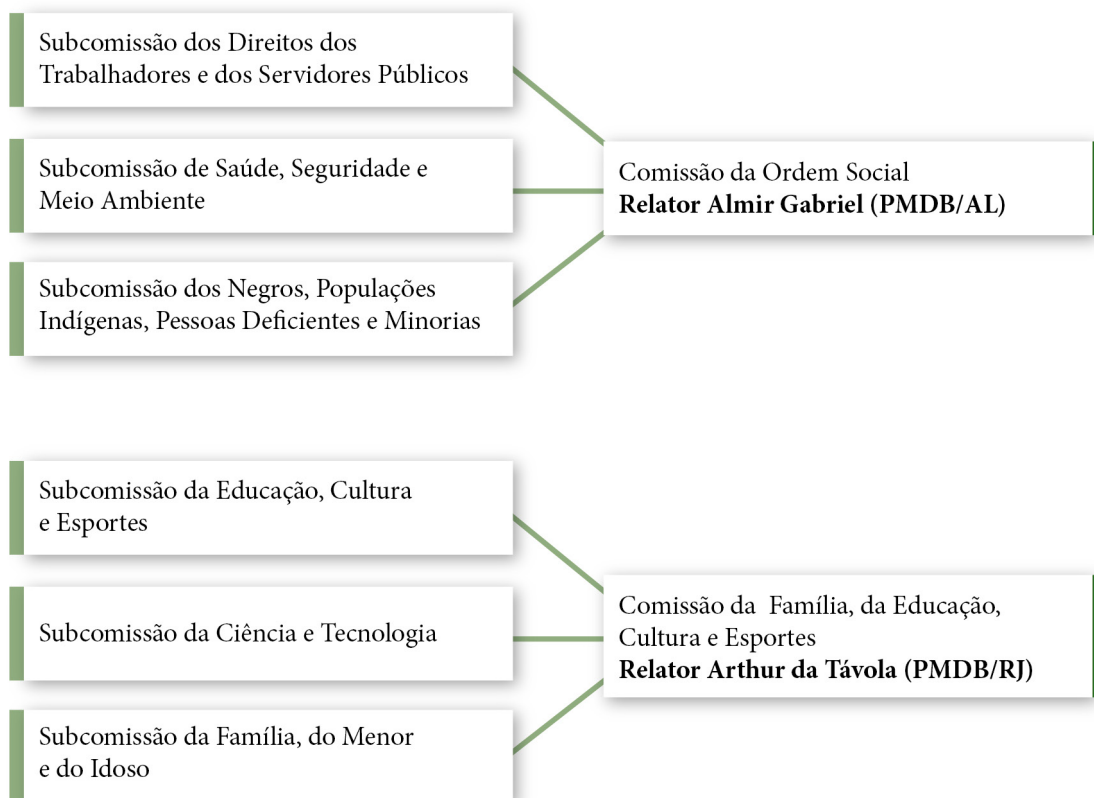 Subcomissão dos Direitos dos
Trabalhadores e dos Servidores Públicos
Subcomissão de Saúde, Seguridade e
Meio Ambiente
Subcomissão dos Negros, Populações
Indígenas, Pessoas Deficientes e Minorias
Comissão da Ordem Social
Relator Almir Gabriel (PMDB/AL)
Subcomissão da Educação, Cultura
e Esportes
Subcomissão da Ciência e Tecnologia
Subcomissão da Família, do Menor
e do Idoso
Comissão da Família, da Educação,
Cultura e Esportes
Relator Arthur da Távola (PMDB/RJ)